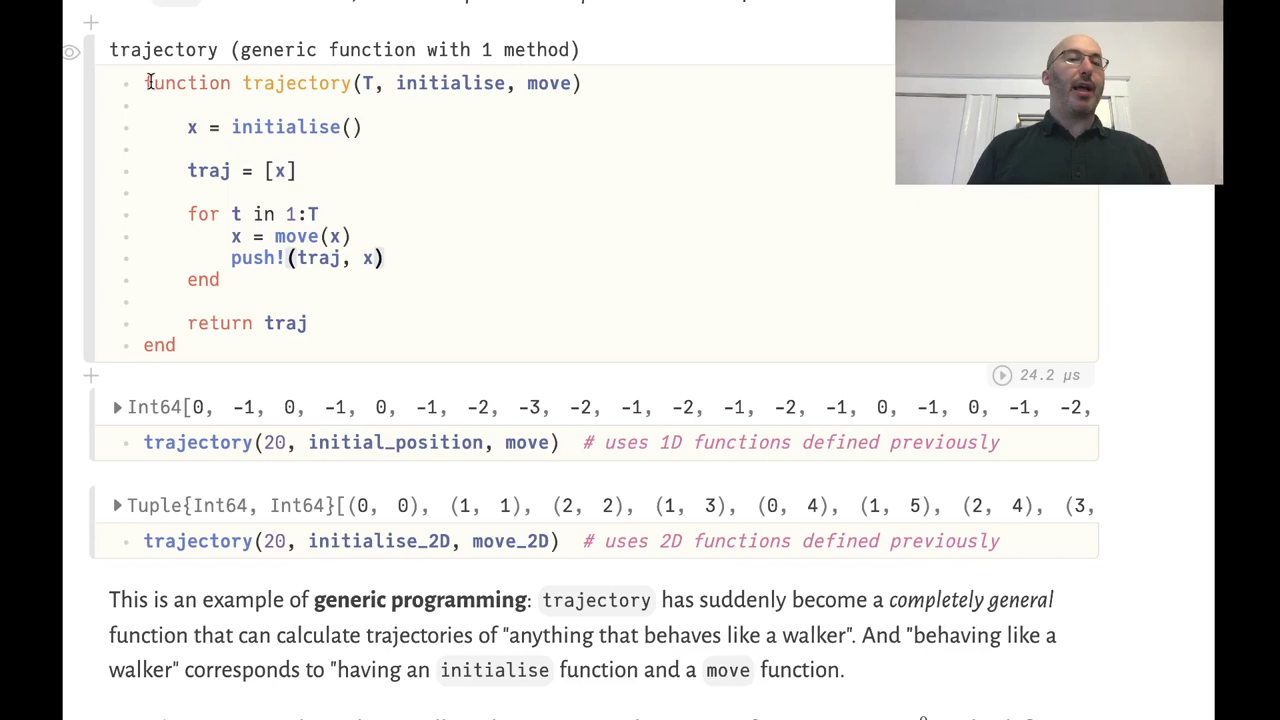 trajectory (generic function with 1 method)
function trajectory(T, initialise, move)
x = initialise()
traj = [x]
for t in 1:T
x = move(x)
push!(traj, x)
end
return traj
end
24.2 μs
Int64[0, -1, 0, -1, 0, -1, -2, -3, -2, -1, -2, -1, -2, -1, 0, -1, 0, -1, -2,
trajectory(20, initial_position, move) # uses 1D functions defined previously
Tuple{Int64, Int64}[(0, 0), (1, 1), (2, 2), (1, 3), (0, 4), (1, 5), (2, 4), (3,
trajectory(20, initialise_2D, move_2D) # uses 2D functions defined previously
This is an example of generic programming: trajectory has suddenly become a completely general
function that can calculate trajectories of "anything that behaves like a walker". And "behaving like a
walker" corresponds to "having an initialise function and a move function.